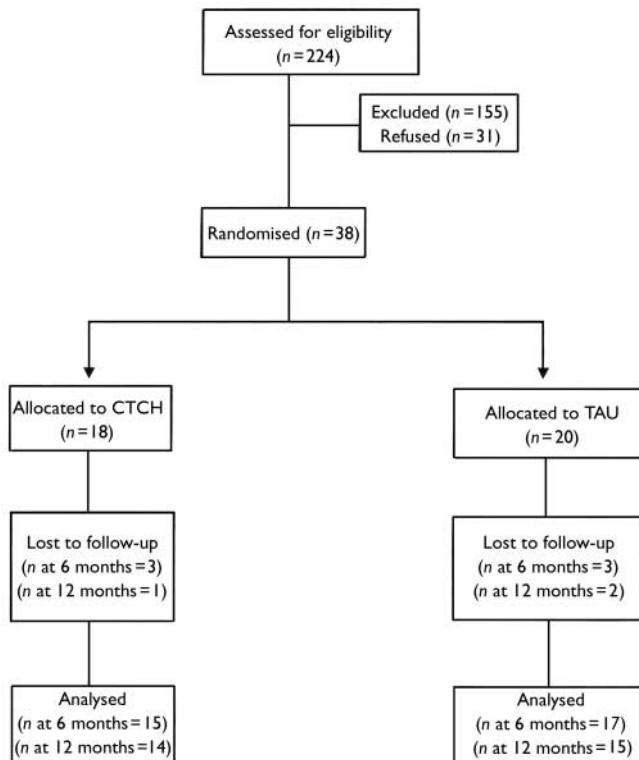 Assessed for eligibility
(n=224)
Excluded (n=155)
Refused (n=31)
Randomised (n=38)
Allocated to CTCH
(n=18)
Allocated to TAU
(n=20)
Lost to follow-up
(n at 6 months=3)
(n at 12 months=1)
Lost to follow-up
(n at 6 months=3)
(n at 12 months=2)
Analysed
(n at 6 months=15)
(n at 12 months=14)
Analysed
(n at 6 months=17)
(n at 12 months=15)